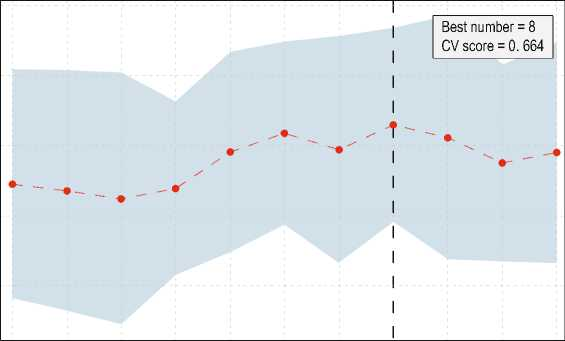 Best number = 8
CV score = 0. 664